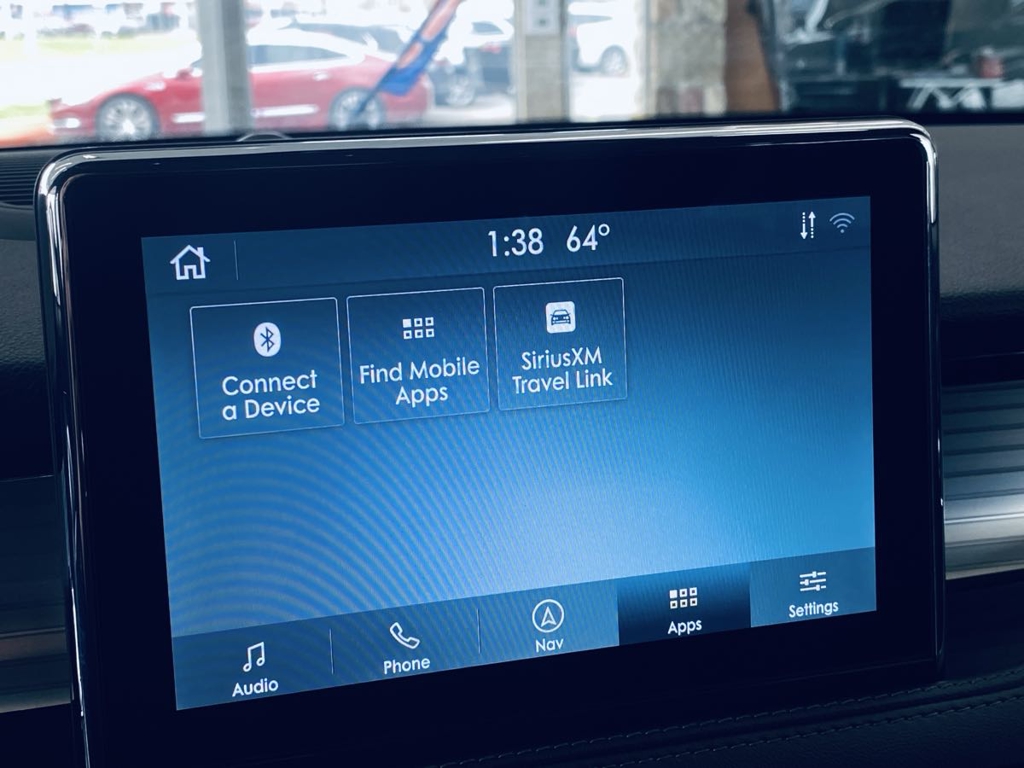 1:38 64°
Connect
a Device
Find Mobile
Apps
SiriusXM
Travel Link
Audio
Phone
Nav
Apps
Settings